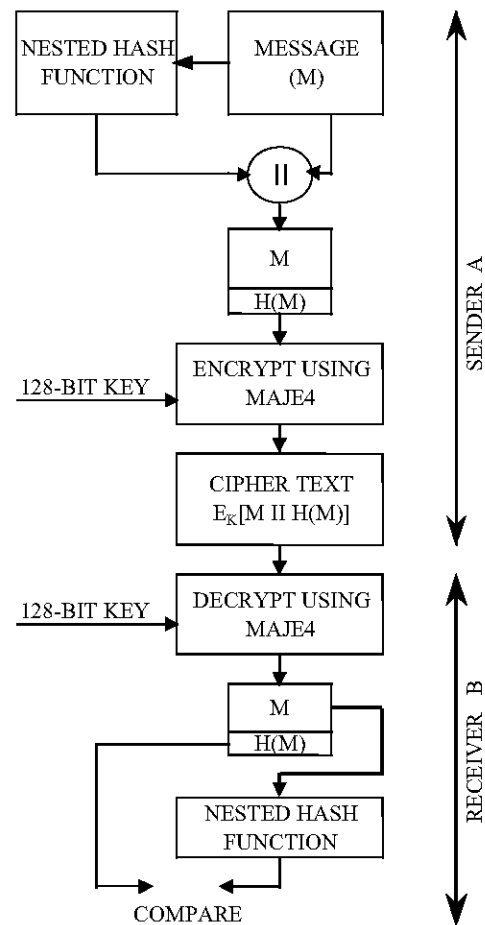 NESTED HASH
FUNCTION
MESSAGE
(M)
II
M
H(M)
128-BIT KEY
ENCRYPT USING
MAJE4
CIPHER TEXT
E_K[M II H(M)]
SENDER A
128-BIT KEY
DECRYPT USING
MAJE4
M
H(M)
NESTED HASH
FUNCTION
COMPARE
RECEIVER B